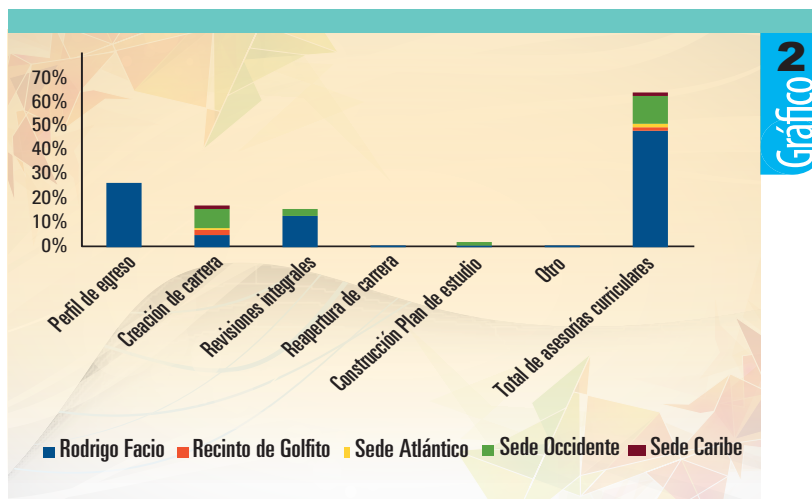 2
Gráfico
70%
60%
50%
40%
30%
20%
10%
0%
Perfil de egreso
Creación de carrera
Revisiones integrales
Reapertura de carrera
Construcción Plan de estudio
Otro
Total de asesorías curriculares
Rodrigo Facio Recinto de Golfito Sede Atlántico Sede Occidente Sede Caribe